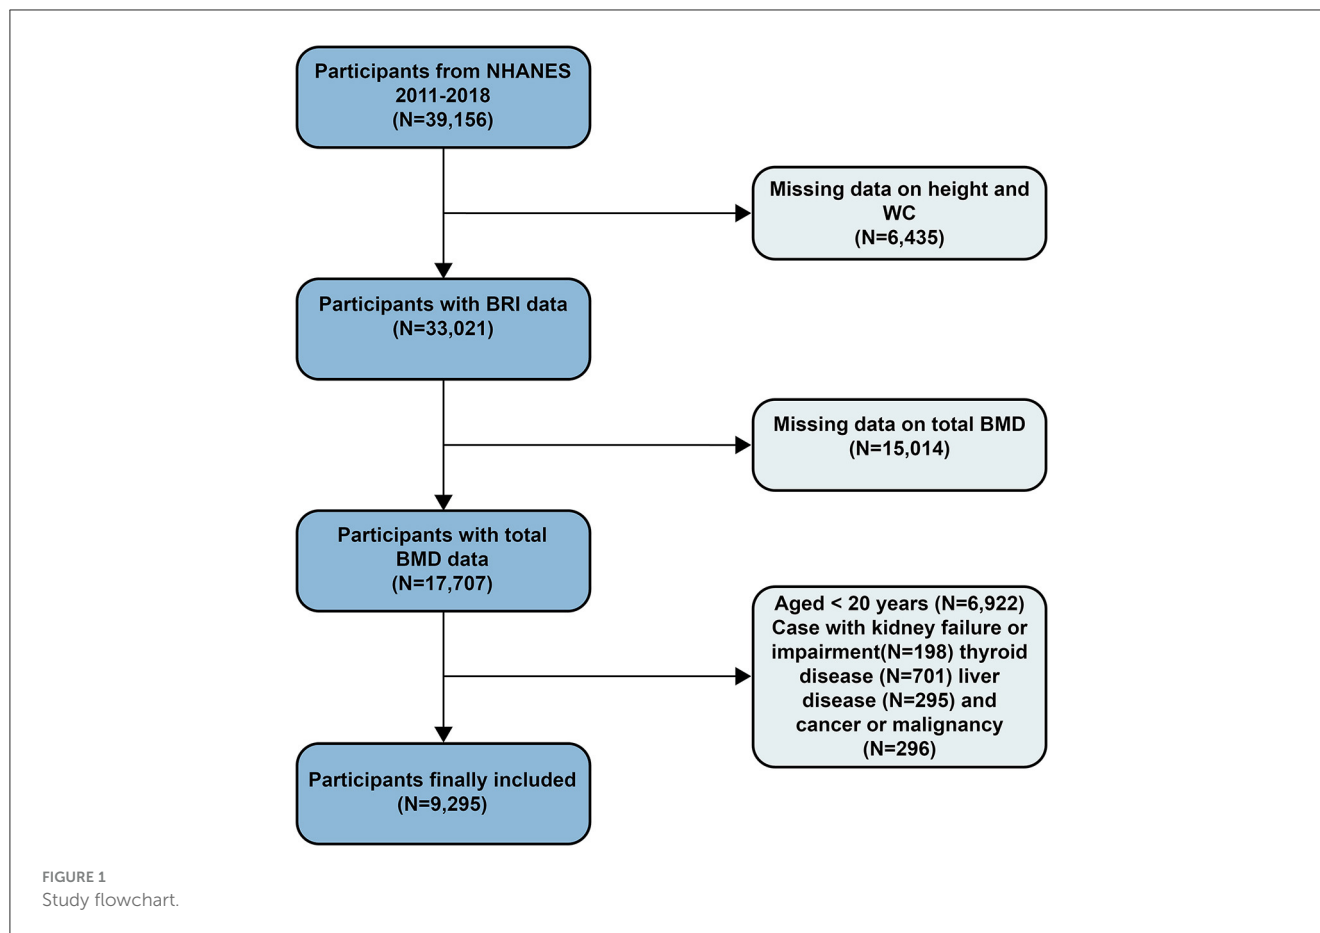 Participants from NHANES
2011-2018
(N=39,156)
Missing data on height and
WC
(N=6,435)
Participants with BRI data
(N=33,021)
Missing data on total BMD
(N=15,014)
Participants with total
BMD data
(N=17,707)
Aged < 20 years (N=6,922)
Case with kidney failure or
impairment(N=198) thyroid
disease (N=701) liver
disease (N=295) and
cancer or malignancy
(N=296)
Participants finally included
(N=9,295)
FIGURE 1
Study flowchart.